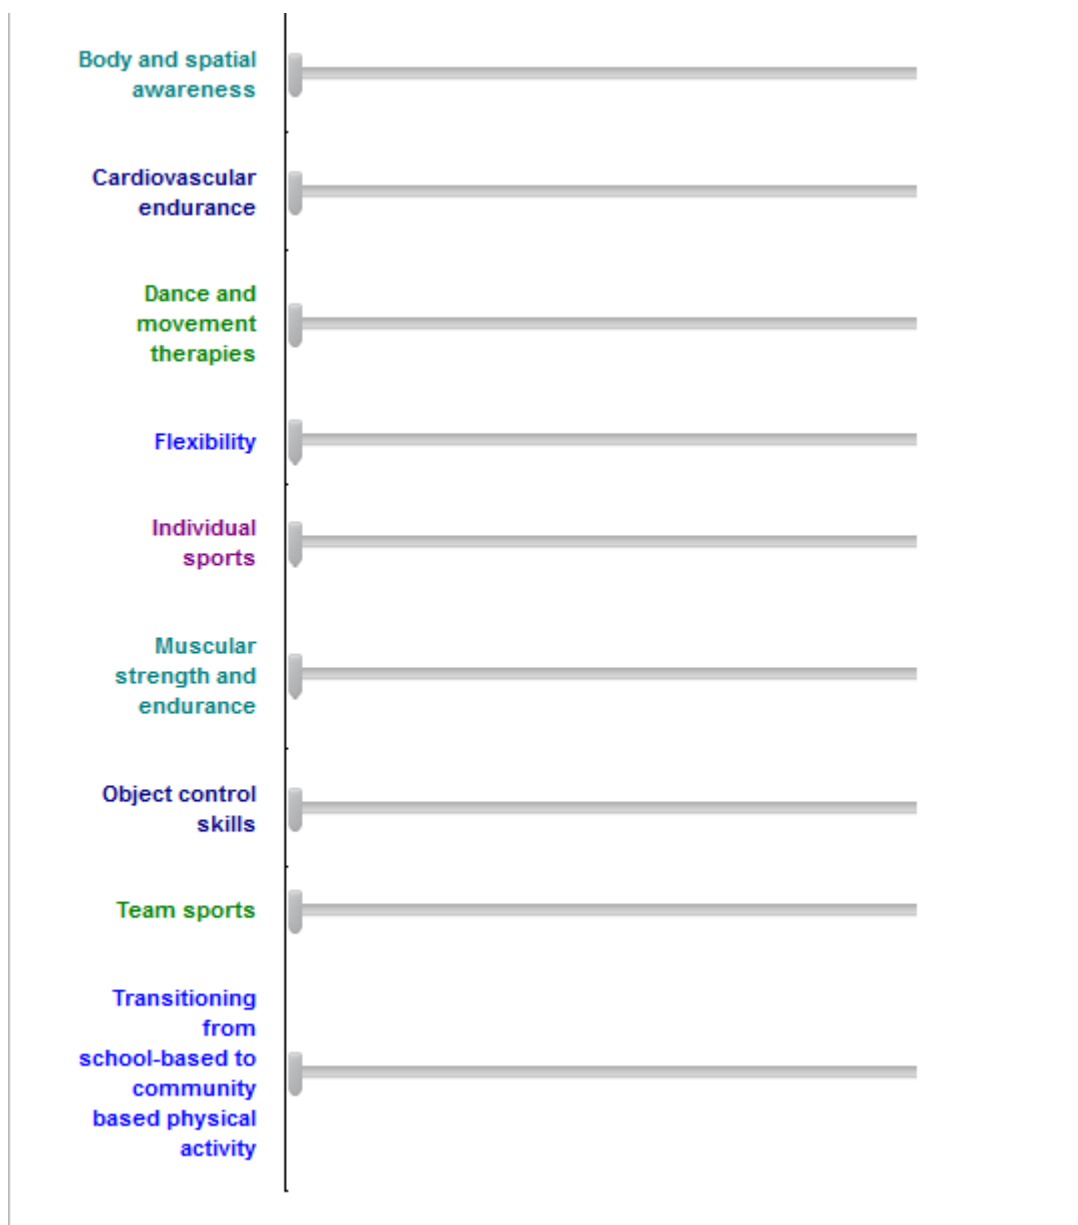 Body and spatial
awareness
Cardiovascular
endurance
Dance and
movement
therapies
Flexibility
Individual
sports
Muscular
strength and
endurance
Object control
skills
Team sports
Transitioning
from
school-based to
community
based physical
activity